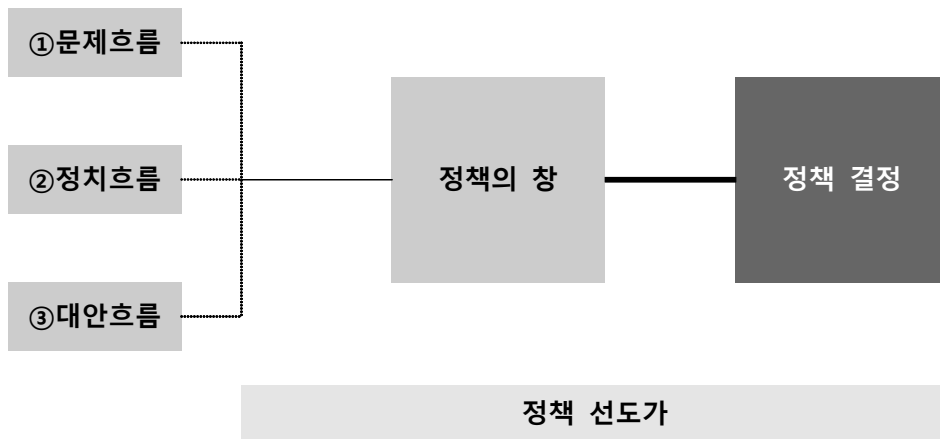 ①문제흐름
②정치흐름
③대안흐름
정책의 창
정책 결정
정책 선도가